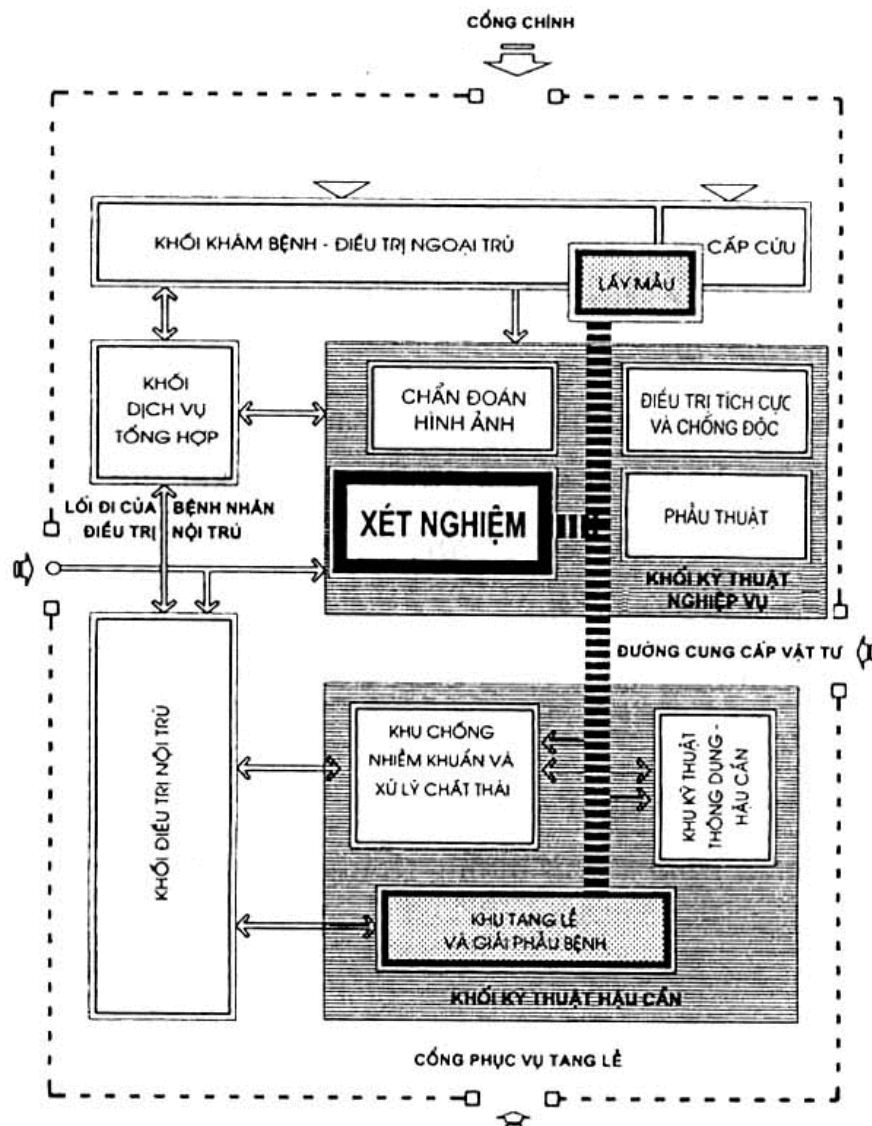 CỔNG CHÍNH
KHỐI KHÁM BỆNH - ĐIỀU TRỊ NGOẠI TRÚ
CẤP CỨU
LẤY MẪU
KHỐI
DỊCH VỤ
TỔNG HỢP
CHẨN ĐOÁN
HÌNH ẢNH
ĐIỀU TRỊ TÍCH CỰC
VÀ CHỐNG ĐỘC
LỐI ĐI CỦA BỆNH NHÂN
ĐIỀU TRỊ NỘI TRÚ
XÉT NGHIỆM
PHẪU THUẬT
KHỐI KỸ THUẬT
NGHIỆP VỤ
ĐƯỜNG CUNG CẤP VẬT TƯ
KHỐI ĐIỀU TRỊ NỘI TRÚ
KHU CHỐNG
NHIỄM KHUẨN VÀ
XỬ LÝ CHẤT THẢI
KHU KỸ THUẬT
THÔNG DỤNG -
HẬU CẦN
KHU TANG LỄ
VÀ GIẢI PHẪU BỆNH
KHỐI KỸ THUẬT HẬU CẦN
CỔNG PHỤC VỤ TANG LỄ